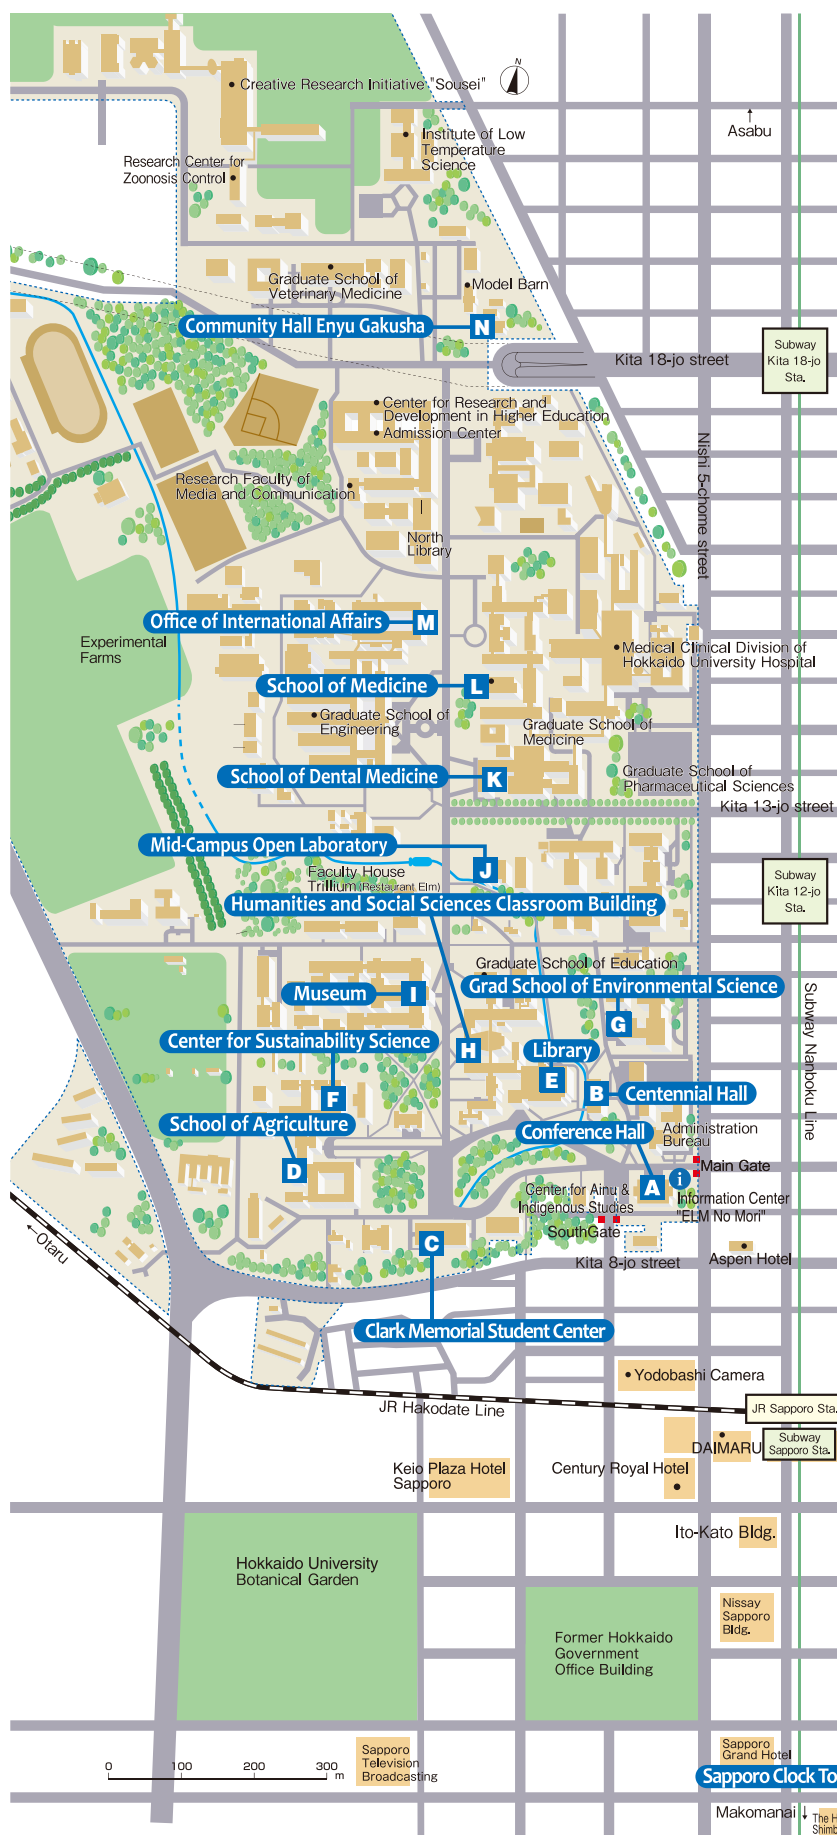 N
Creative Research Initiative "Sousei"
Asabu
Institute of Low
Temperature
Science
Research Center for
Zoonosis Control
Graduate School of
Veterinary Medicine
Model Barn
Community Hall Enyu Gakusha
N
Subway
Kita 18-jo
Sta.
Kita 18-jo street
Center for Research and
Development in Higher Education
Admission Center
Nishi 5-chome street
Research Faculty of
Media and Communication
North
Library
Office of International Affairs
M
Experimental
Farms
Medical Clinical Division of
Hokkaido University Hospital
School of Medicine
L
Graduate School of
Engineering
Graduate School of
Medicine
School of Dental Medicine
K
Graduate School of
Pharmaceutical Sciences
Kita 13-jo street
Mid-Campus Open Laboratory
J
Faculty House
Trillium (Restaurant Elm)
Subway
Kita 12-jo
Sta.
Humanities and Social Sciences Classroom Building
Graduate School of Education
Grad School of Environmental Science
Museum
I
G
Subway Nanboku Line
Center for Sustainability Science
H
Library
F
E
B
Centennial Hall
School of Agriculture
Conference Hall
Administration
Bureau
D
Main Gate
A
i
Center for Ainu &
Indigenous Studies
Information Center
"ELM No Mori"
SouthGate
Otaru
C
Kita 8-jo street
Aspen Hotel
Clark Memorial Student Center
Yodobashi Camera
JR Hakodate Line
JR Sapporo Sta.
DAIMARU
Subway
Sapporo Sta.
Keio Plaza Hotel
Sapporo
Century Royal Hotel
Ito-Kato Bldg.
Hokkaido University
Botanical Garden
Nissay
Sapporo
Bldg.
Former Hokkaido
Government
Office Building
Sapporo
Television
Broadcasting
Sapporo
Grand Hotel
0 100 200 300
m
Sapporo Clock To
Makomanai
The H
Shimb